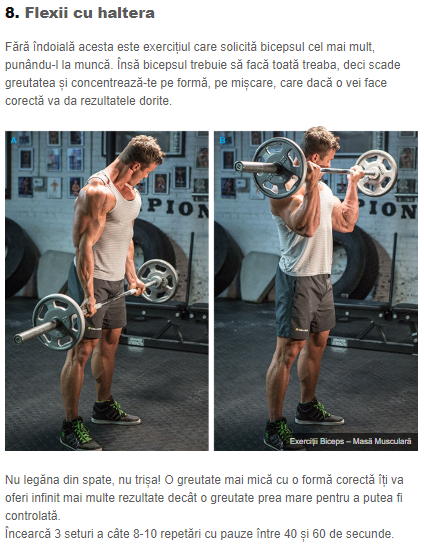 8. Flexii cu haltera
Fără îndoială acesta este exercițiul care solicită bicepsul cel mai mult,
punându-l la muncă. Însă bicepsul trebuie să facă toată treaba, deci scade
greutatea și concentrează-te pe formă, pe mișcare, care dacă o vei face
corectă va da rezultatele dorite.
A
B
PION
PION
Exerciții Biceps – Masă Musculară
Nu legăna din spate, nu trișa! O greutate mai mică cu o formă corectă îți va
oferi infinit mai multe rezultate decât o greutate prea mare pentru a putea fi
controlată.
Încearcă 3 seturi a câte 8-10 repetări cu pauze între 40 și 60 de secunde.